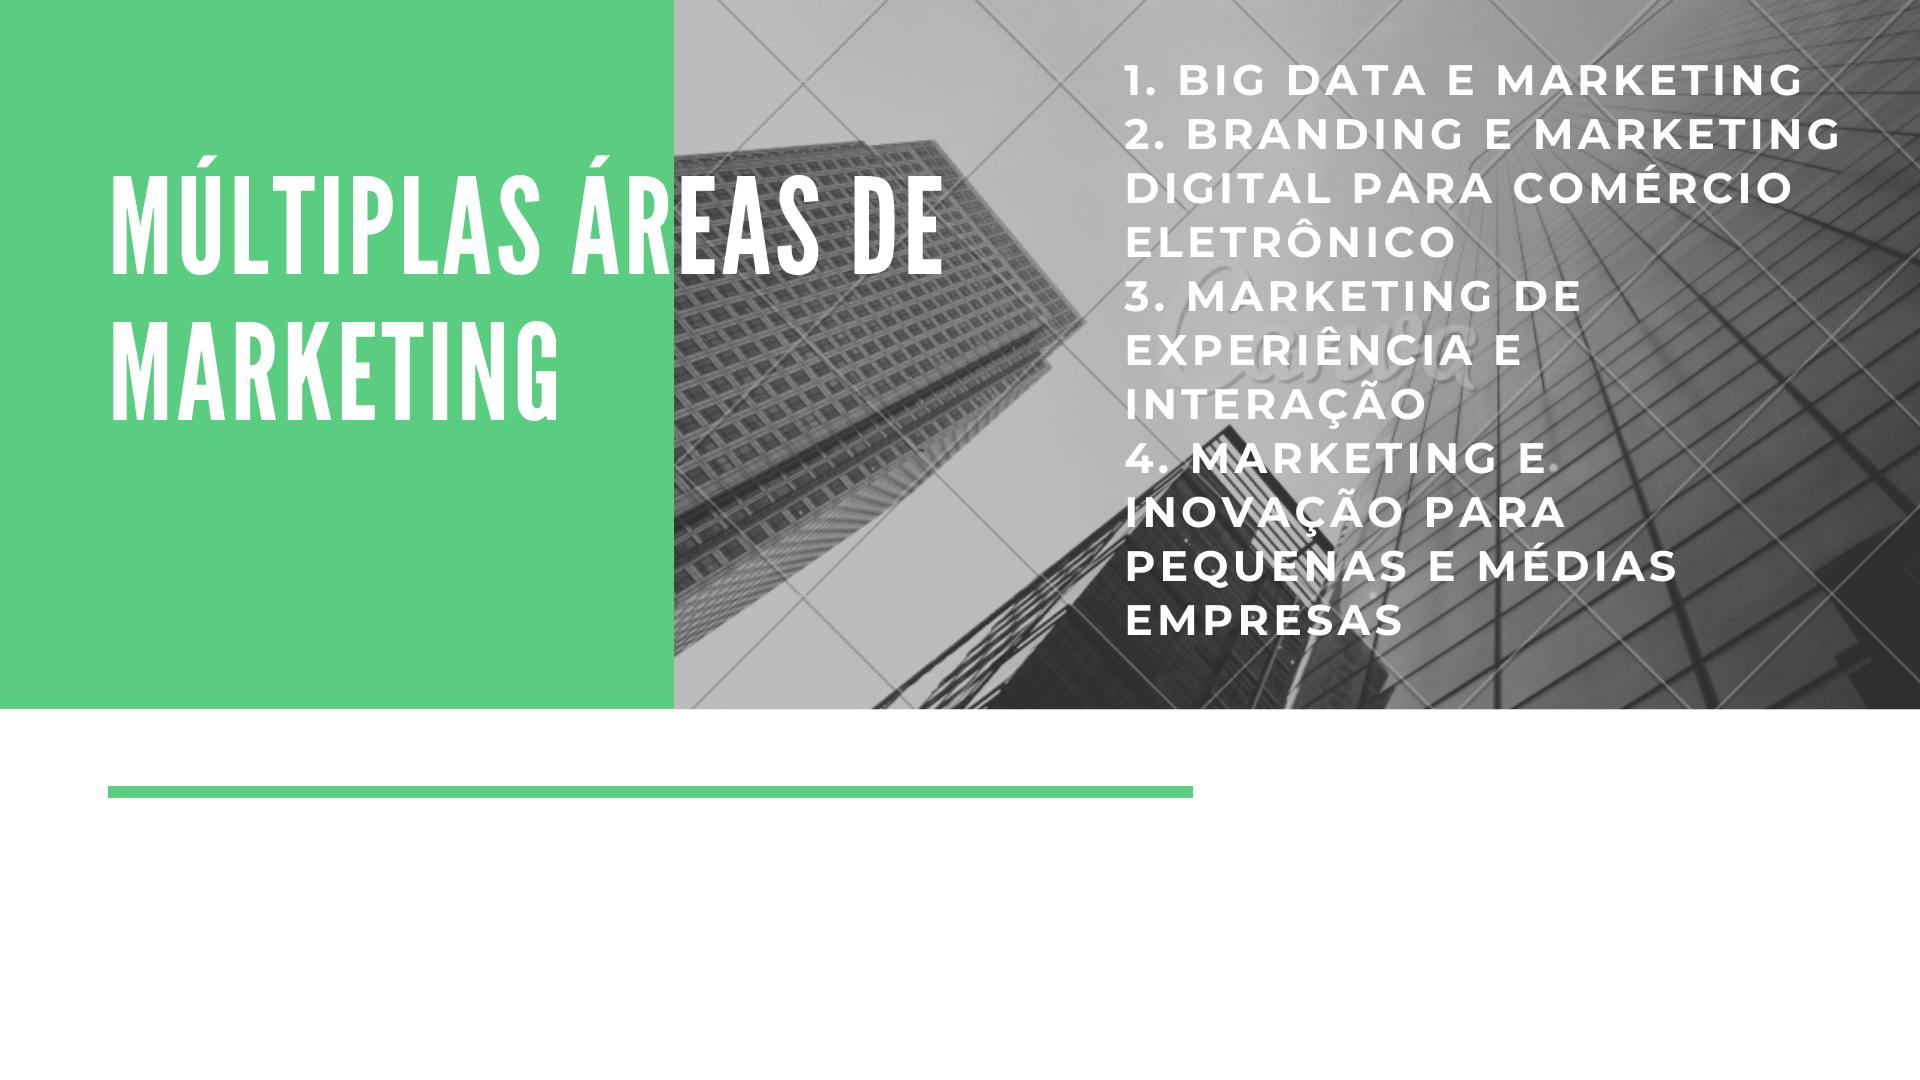 MÚLTIPLAS ÁREAS DE
MARKETING
1. BIG DATA E MARKETING
2. BRANDING E MARKETING
DIGITAL PARA COMÉRCIO
ELETRÔNICO
3. MARKETING DE
EXPERIÊNCIA E
INTERAÇÃO
4. MARKETING E
INOVAÇÃO PARA
PEQUENAS E MÉDIAS
EMPRESAS
Canva